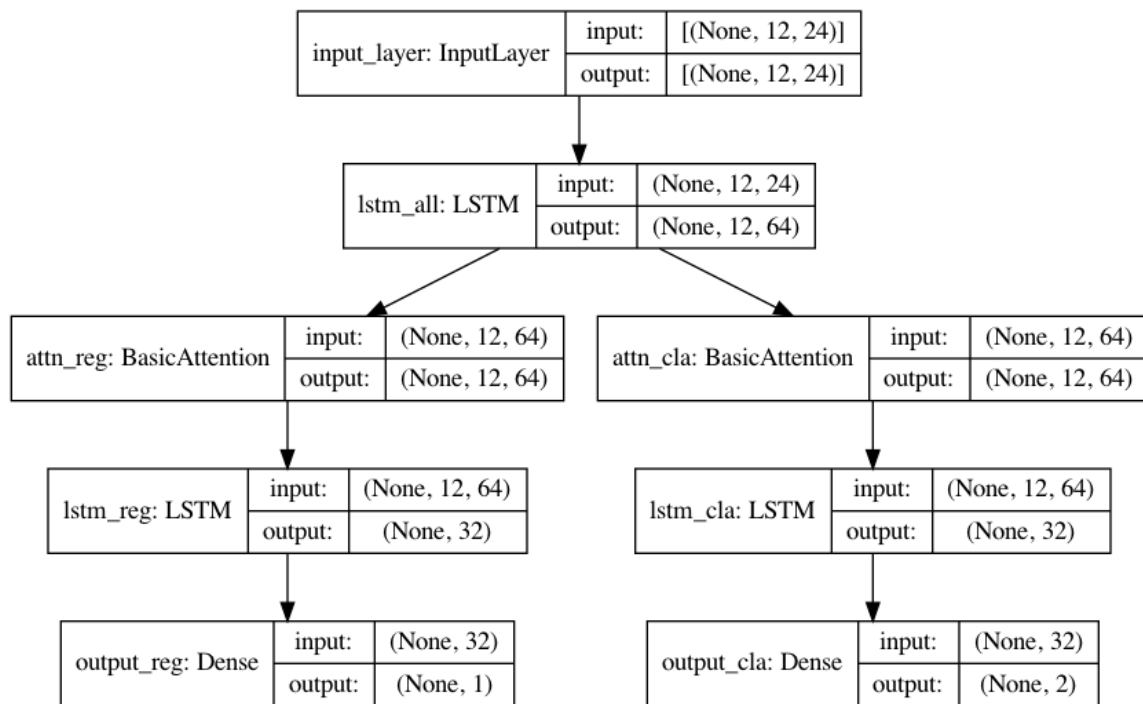 input_layer: InputLayer
input: [(None, 12, 24)]
output: [(None, 12, 24)]
lstm_all: LSTM
input: (None, 12, 24)
output: (None, 12, 64)
attn_reg: BasicAttention
input: (None, 12, 64)
output: (None, 12, 64)
attn_cla: BasicAttention
input: (None, 12, 64)
output: (None, 12, 64)
lstm_reg: LSTM
input: (None, 12, 64)
output: (None, 32)
lstm_cla: LSTM
input: (None, 12, 64)
output: (None, 32)
output_reg: Dense
input: (None, 32)
output: (None, 1)
output_cla: Dense
input: (None, 32)
output: (None, 2)